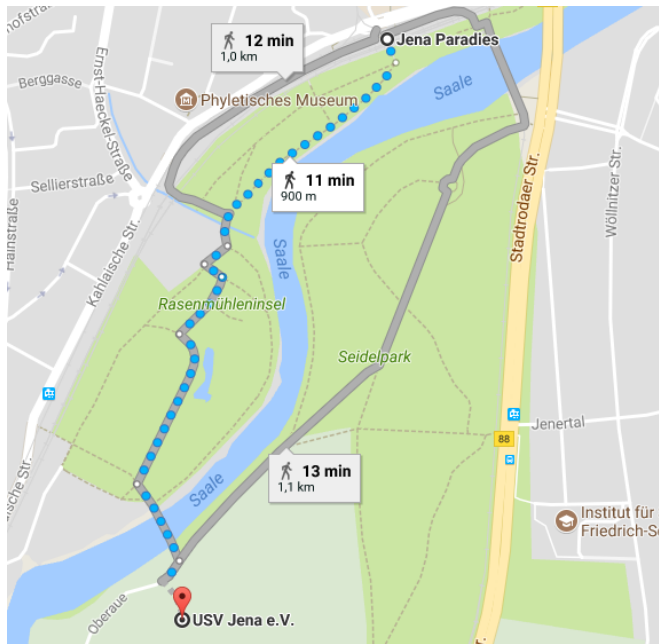 12 min
1,0 km
Jena Paradies
Berggasse
Ernst-Haeckel-Straße
Phyletisches Museum
Saale
Sellierstraße
11 min
900 m
Hainstraße
Kahlaische Str.
Stadtrodaer Str.
Wöllnitzer Str.
Saale
Rasenmühleninsel
Seidelpark
Jenertal
88
13 min
1,1 km
Saale
Institut für
Friedrich-Sc
Oberaue
USV Jena e.V.